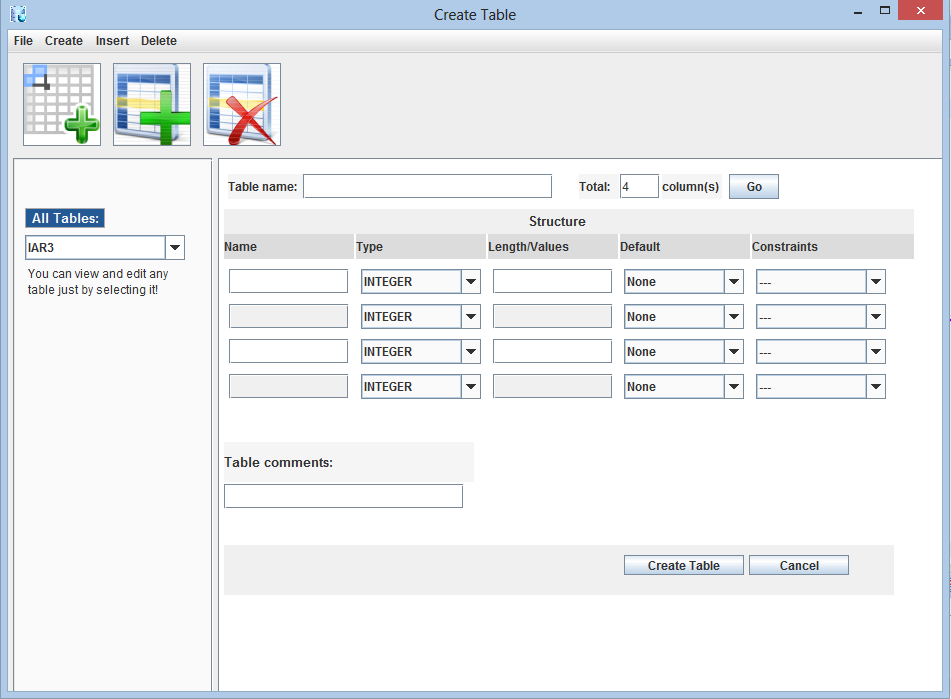 Create Table
File Create Insert Delete
Table name: Total: 4 column(s) Go
All Tables:
IAR3
You can view and edit any
table just by selecting it!
Structure
Name Type Length/Values Default Constraints
INTEGER None ---
INTEGER None ---
INTEGER None ---
INTEGER None ---
Table comments:
Create Table Cancel